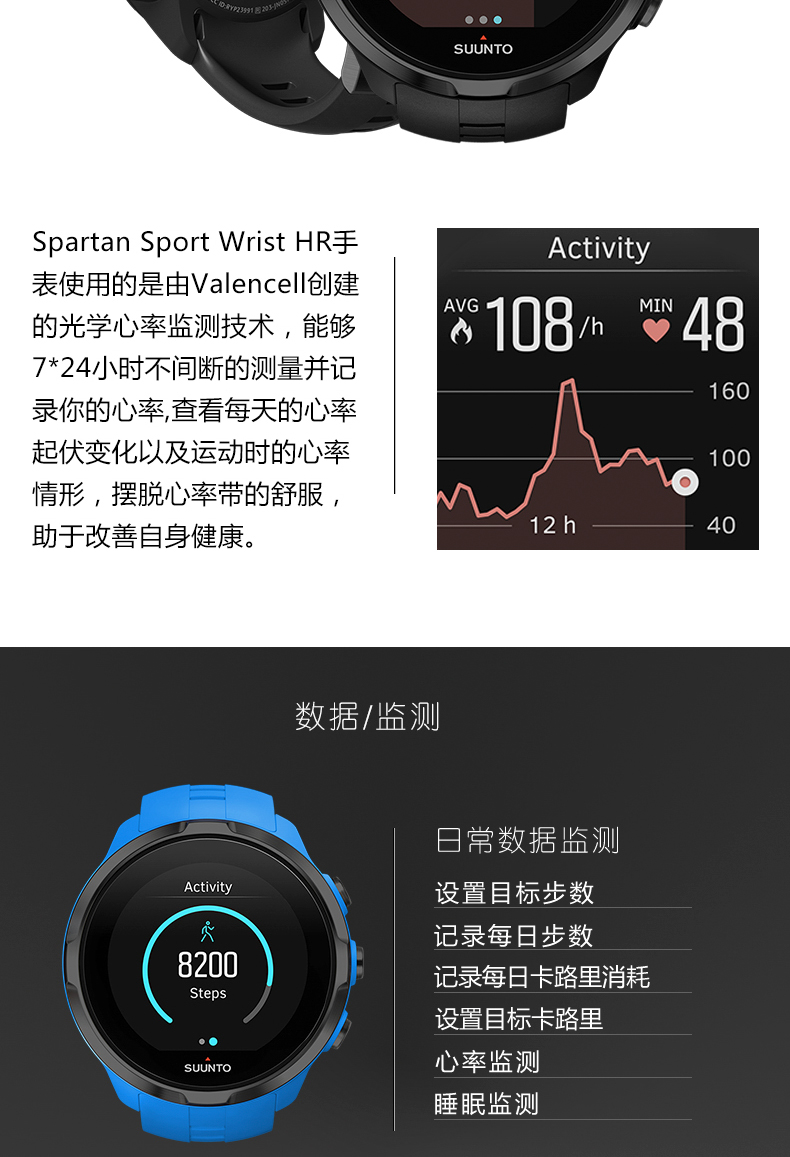 SUUNTO
Spartan Sport Wrist HR手
表使用的是由Valencell创建
的光学心率监测技术，能够
7*24小时不间断的测量并记
录你的心率,查看每天的心率
起伏变化以及运动时的心率
情形，摆脱心率带的舒服，
助于改善自身健康。
Activity
AVG 108/h MIN 48
160
100
12 h 40
数据/监测
Activity
8200
Steps
SUUNTO
日常数据监测
设置目标步数
记录每日步数
记录每日卡路里消耗
设置目标卡路里
心率监测
睡眠监测